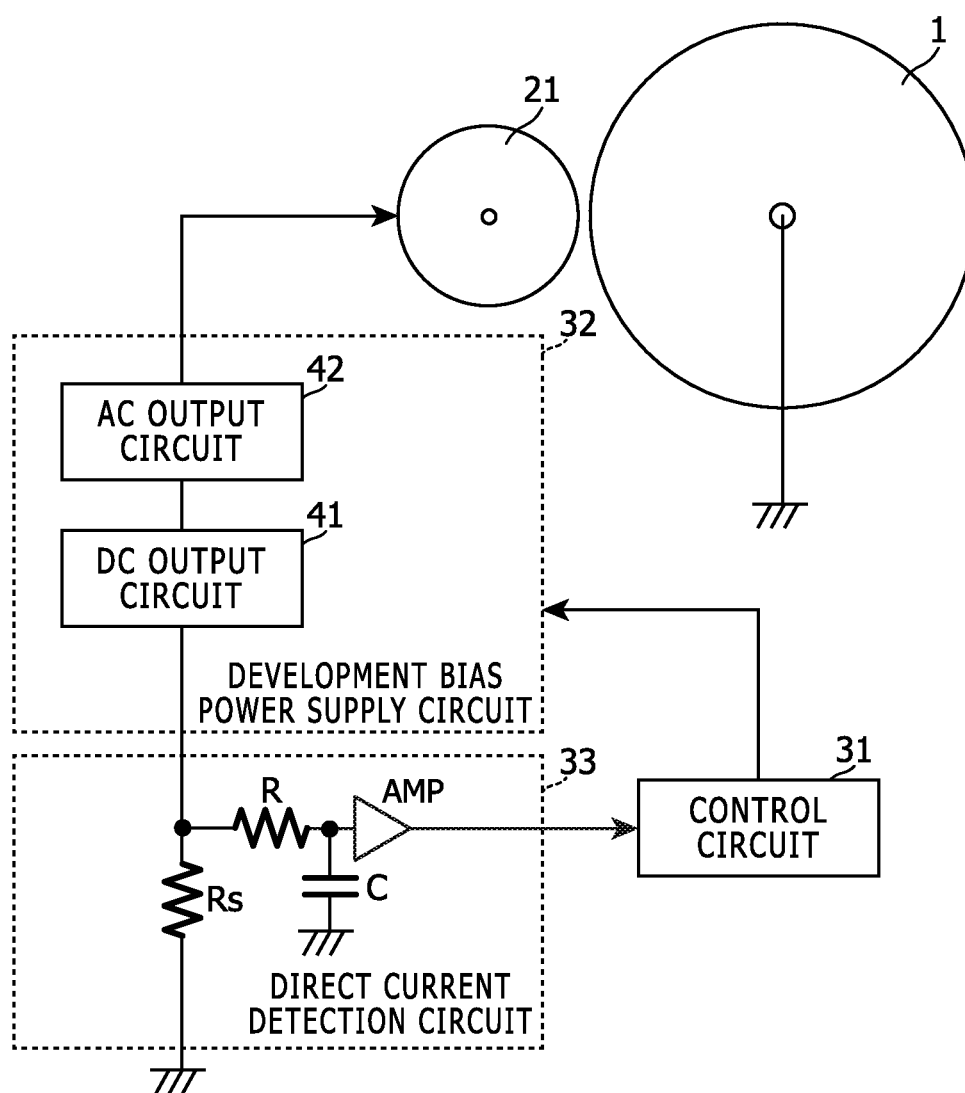 1
21
32
42
AC OUTPUT
CIRCUIT
41
DC OUTPUT
CIRCUIT
DEVELOPMENT BIAS
POWER SUPPLY CIRCUIT
33
31
R
AMP
CONTROL
CIRCUIT
Rs
C
DIRECT CURRENT
DETECTION CIRCUIT